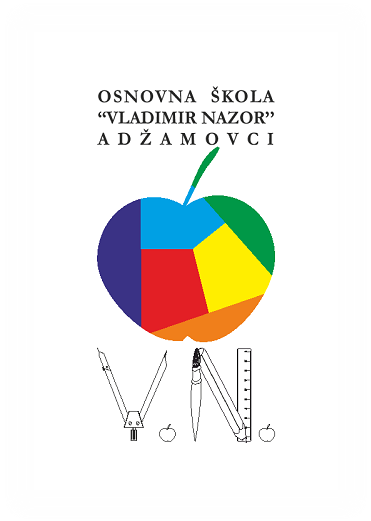 OSNOVNA ŠKOLA
“VLADIMIR NAZOR”
ADŽAMOVCI
V.N.